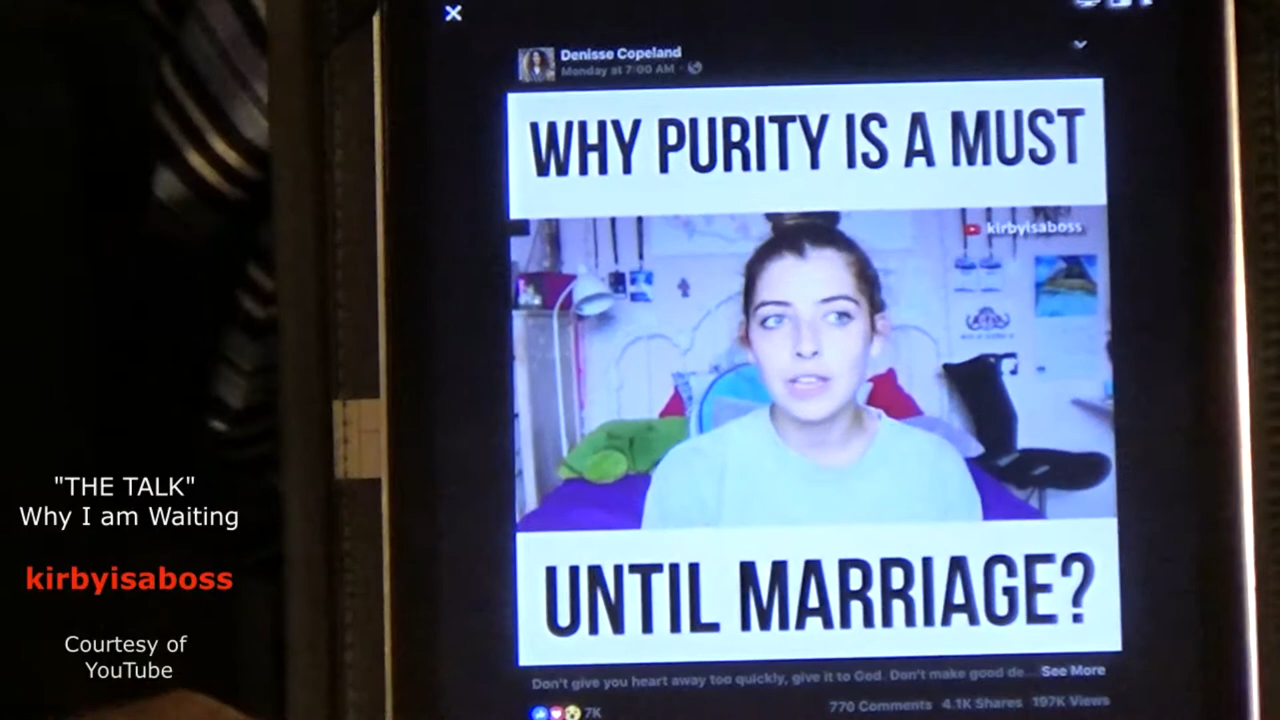 Denisse Copeland
Monday at 7:00 AM
WHY PURITY IS A MUST
kirbyisaboss
UNTIL MARRIAGE?
Don't give you heart away too quickly, give it to God. Don't make good de... See More
7K
770 Comments 4.1K Shares 197K Views
"THE TALK"
Why I am Waiting
kirbyisaboss
Courtesy of
YouTube